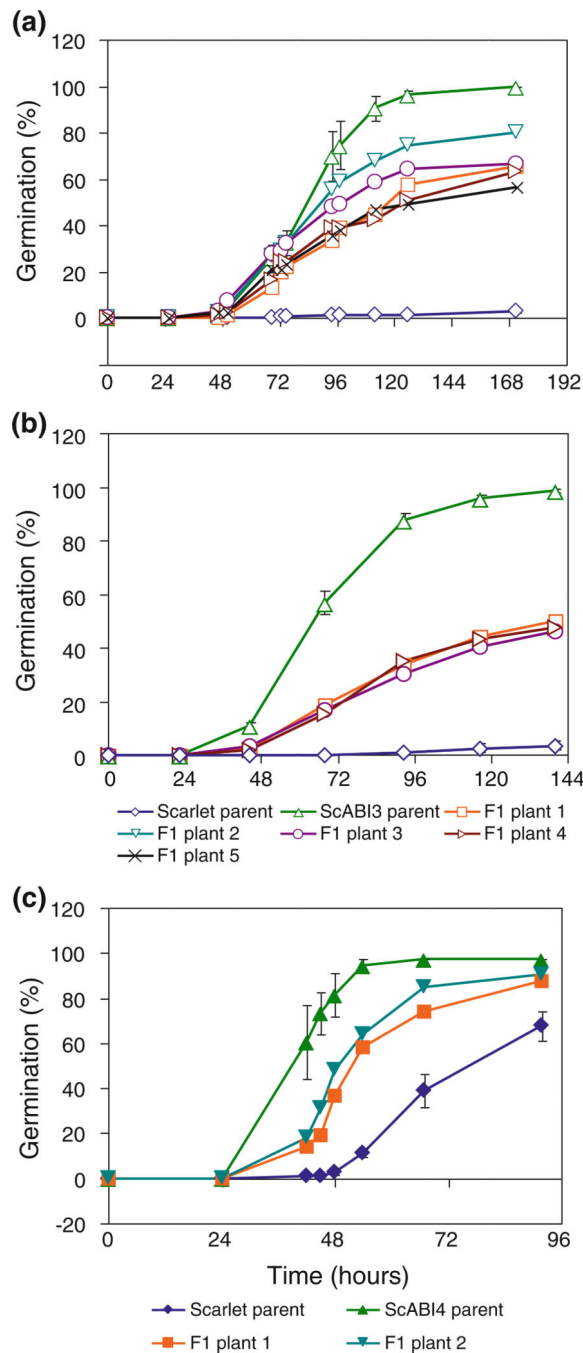 (a)
120
100
80
60
40
20
0
Germination (%)
0 24 48 72 96 120 144 168 192
(b)
120
100
80
60
40
20
0
Germination (%)
0 24 48 72 96 120 144
Scarlet parent ScABI3 parent F1 plant 1
F1 plant 2 F1 plant 3 F1 plant 4
F1 plant 5
(c)
120
100
80
60
40
20
0
-20
Germination (%)
0 24 48 72 96
Time (hours)
Scarlet parent ScABI4 parent
F1 plant 1 F1 plant 2